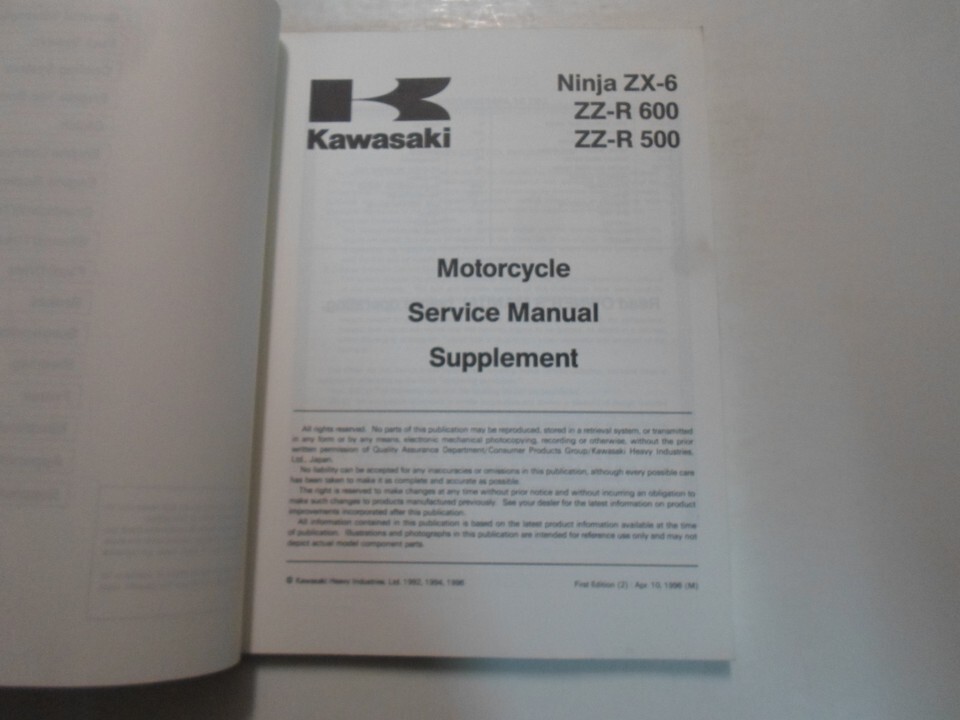 Kawasaki
Ninja ZX-6
ZZ-R 600
ZZ-R 500
Motorcycle
Service Manual
Supplement
All rights reserved. No parts of this publication may be reproduced, stored in a retrieval system, or transmitted
in any form or by any means, electronic mechanical photocopying, recording or otherwise, without the prior
written permission of Quality Assurance Department/Consumer Products Group/Kawasaki Heavy Industries,
Ltd., Japan.
No liability can be accepted for any inaccuracies or omissions in this publication, although every possible care
has been taken to make it as complete and accurate as possible.
The right is reserved to make changes at any time without prior notice and without incurring an obligation to
make such changes to products manufactured previously. See your dealer for the latest information on product
improvements incorporated after this publication.
All information contained in this publication is based on the latest product information available at the time
of publication. Illustrations and photographs in this publication are intended for reference use only and may not
depict actual model component parts.
© Kawasaki Heavy Industries, Ltd. 1992, 1994, 1996
First Edition (2) : Apr. 10, 1996 (M)